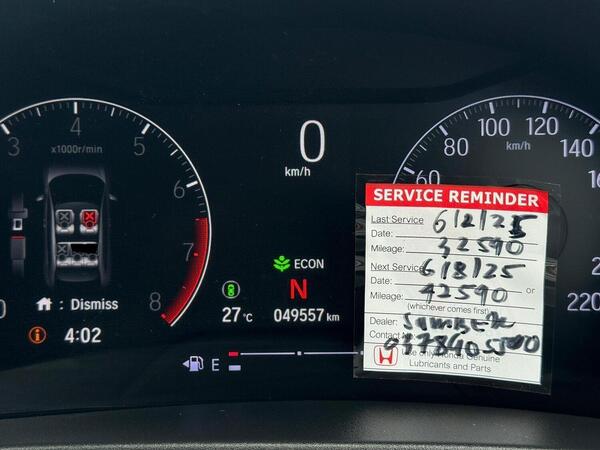 3 4 5 6 7 8
x1000r/min
: Dismiss
4:02
0
km/h
ECON
N
27°C 049557 km
E
60 80 100 120 140
km/h
220
SERVICE REMINDER
Last Service 6/2/25
Date:
Mileage: 32590
Next Service 6/8/25
Date: or
Mileage: 42590
(whichever comes first)
Dealer:
Contact No
Use only Honda Genuine
Lubricants and Parts